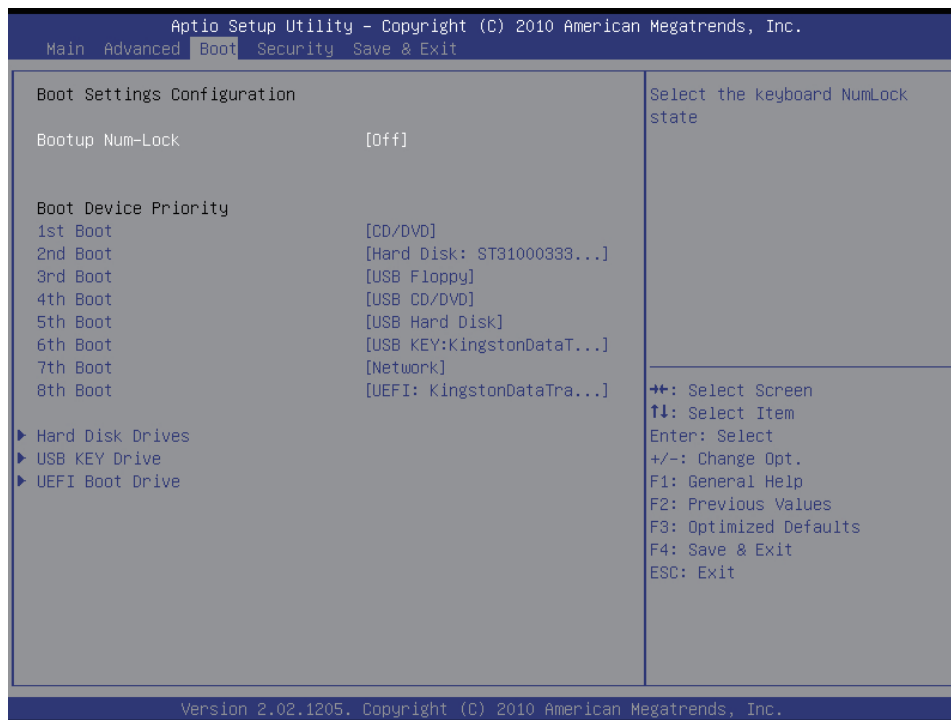 Aptio Setup Utility – Copyright (C) 2010 American Megatrends, Inc.
Main Advanced Boot Security Save & Exit
Boot Settings Configuration
Bootup Num-Lock [Off]
Boot Device Priority
1st Boot [CD/DVD]
2nd Boot [Hard Disk: ST31000333...]
3rd Boot [USB Floppy]
4th Boot [USB CD/DVD]
5th Boot [USB Hard Disk]
6th Boot [USB KEY:KingstonDataT...]
7th Boot [Network]
8th Boot [UEFI: KingstonDataTra...]
▶ Hard Disk Drives
▶ USB KEY Drive
▶ UEFI Boot Drive
Select the keyboard NumLock
state
→←: Select Screen
↑↓: Select Item
Enter: Select
+/-: Change Opt.
F1: General Help
F2: Previous Values
F3: Optimized Defaults
F4: Save & Exit
ESC: Exit
Version 2.02.1205. Copyright (C) 2010 American Megatrends, Inc.